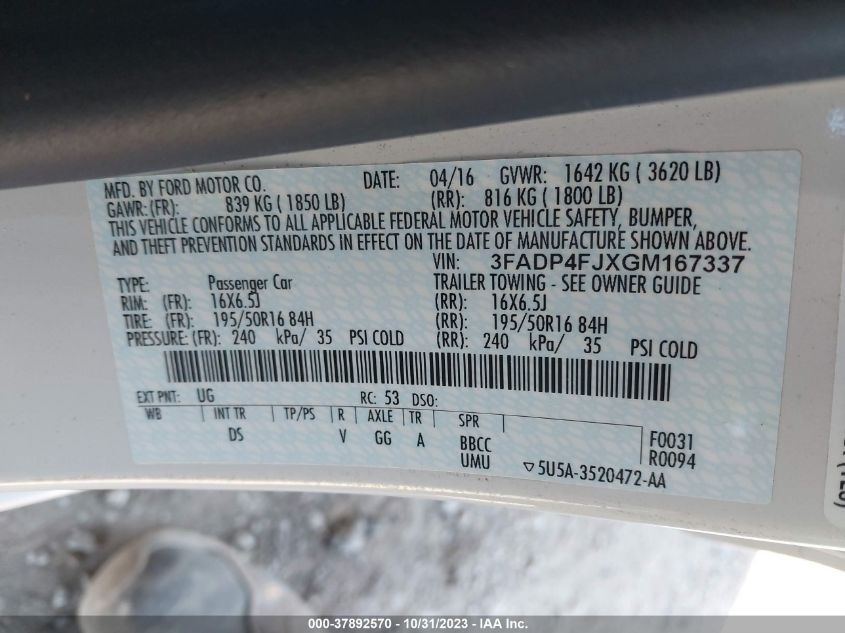 MFD. BY FORD MOTOR CO. DATE: 04/16 GVWR: 1642 KG ( 3620 LB)
GAWR: (FR): 839 KG ( 1850 LB) (RR): 816 KG ( 1800 LB)
THIS VEHICLE CONFORMS TO ALL APPLICABLE FEDERAL MOTOR VEHICLE SAFETY, BUMPER,
AND THEFT PREVENTION STANDARDS IN EFFECT ON THE DATE OF MANUFACTURE SHOWN ABOVE.
VIN: 3FADP4FJXGM167337
TYPE: Passenger Car TRAILER TOWING - SEE OWNER GUIDE
RIM: (FR): 16X6.5J (RR): 16X6.5J
TIRE: (FR): 195/50R16 84H (RR): 195/50R16 84H
PRESSURE: (FR): 240 kPa/ 35 PSI COLD (RR): 240 kPa/ 35 PSI COLD
EXT PNT: UG RC: 53 DSO:
WB INT TR TP/PS R AXLE TR SPR
DS V GG A BBCC F0031
UMU R0094
▽5U5A-3520472-AA
000-37892570 - 10/31/2023 - IAA Inc.